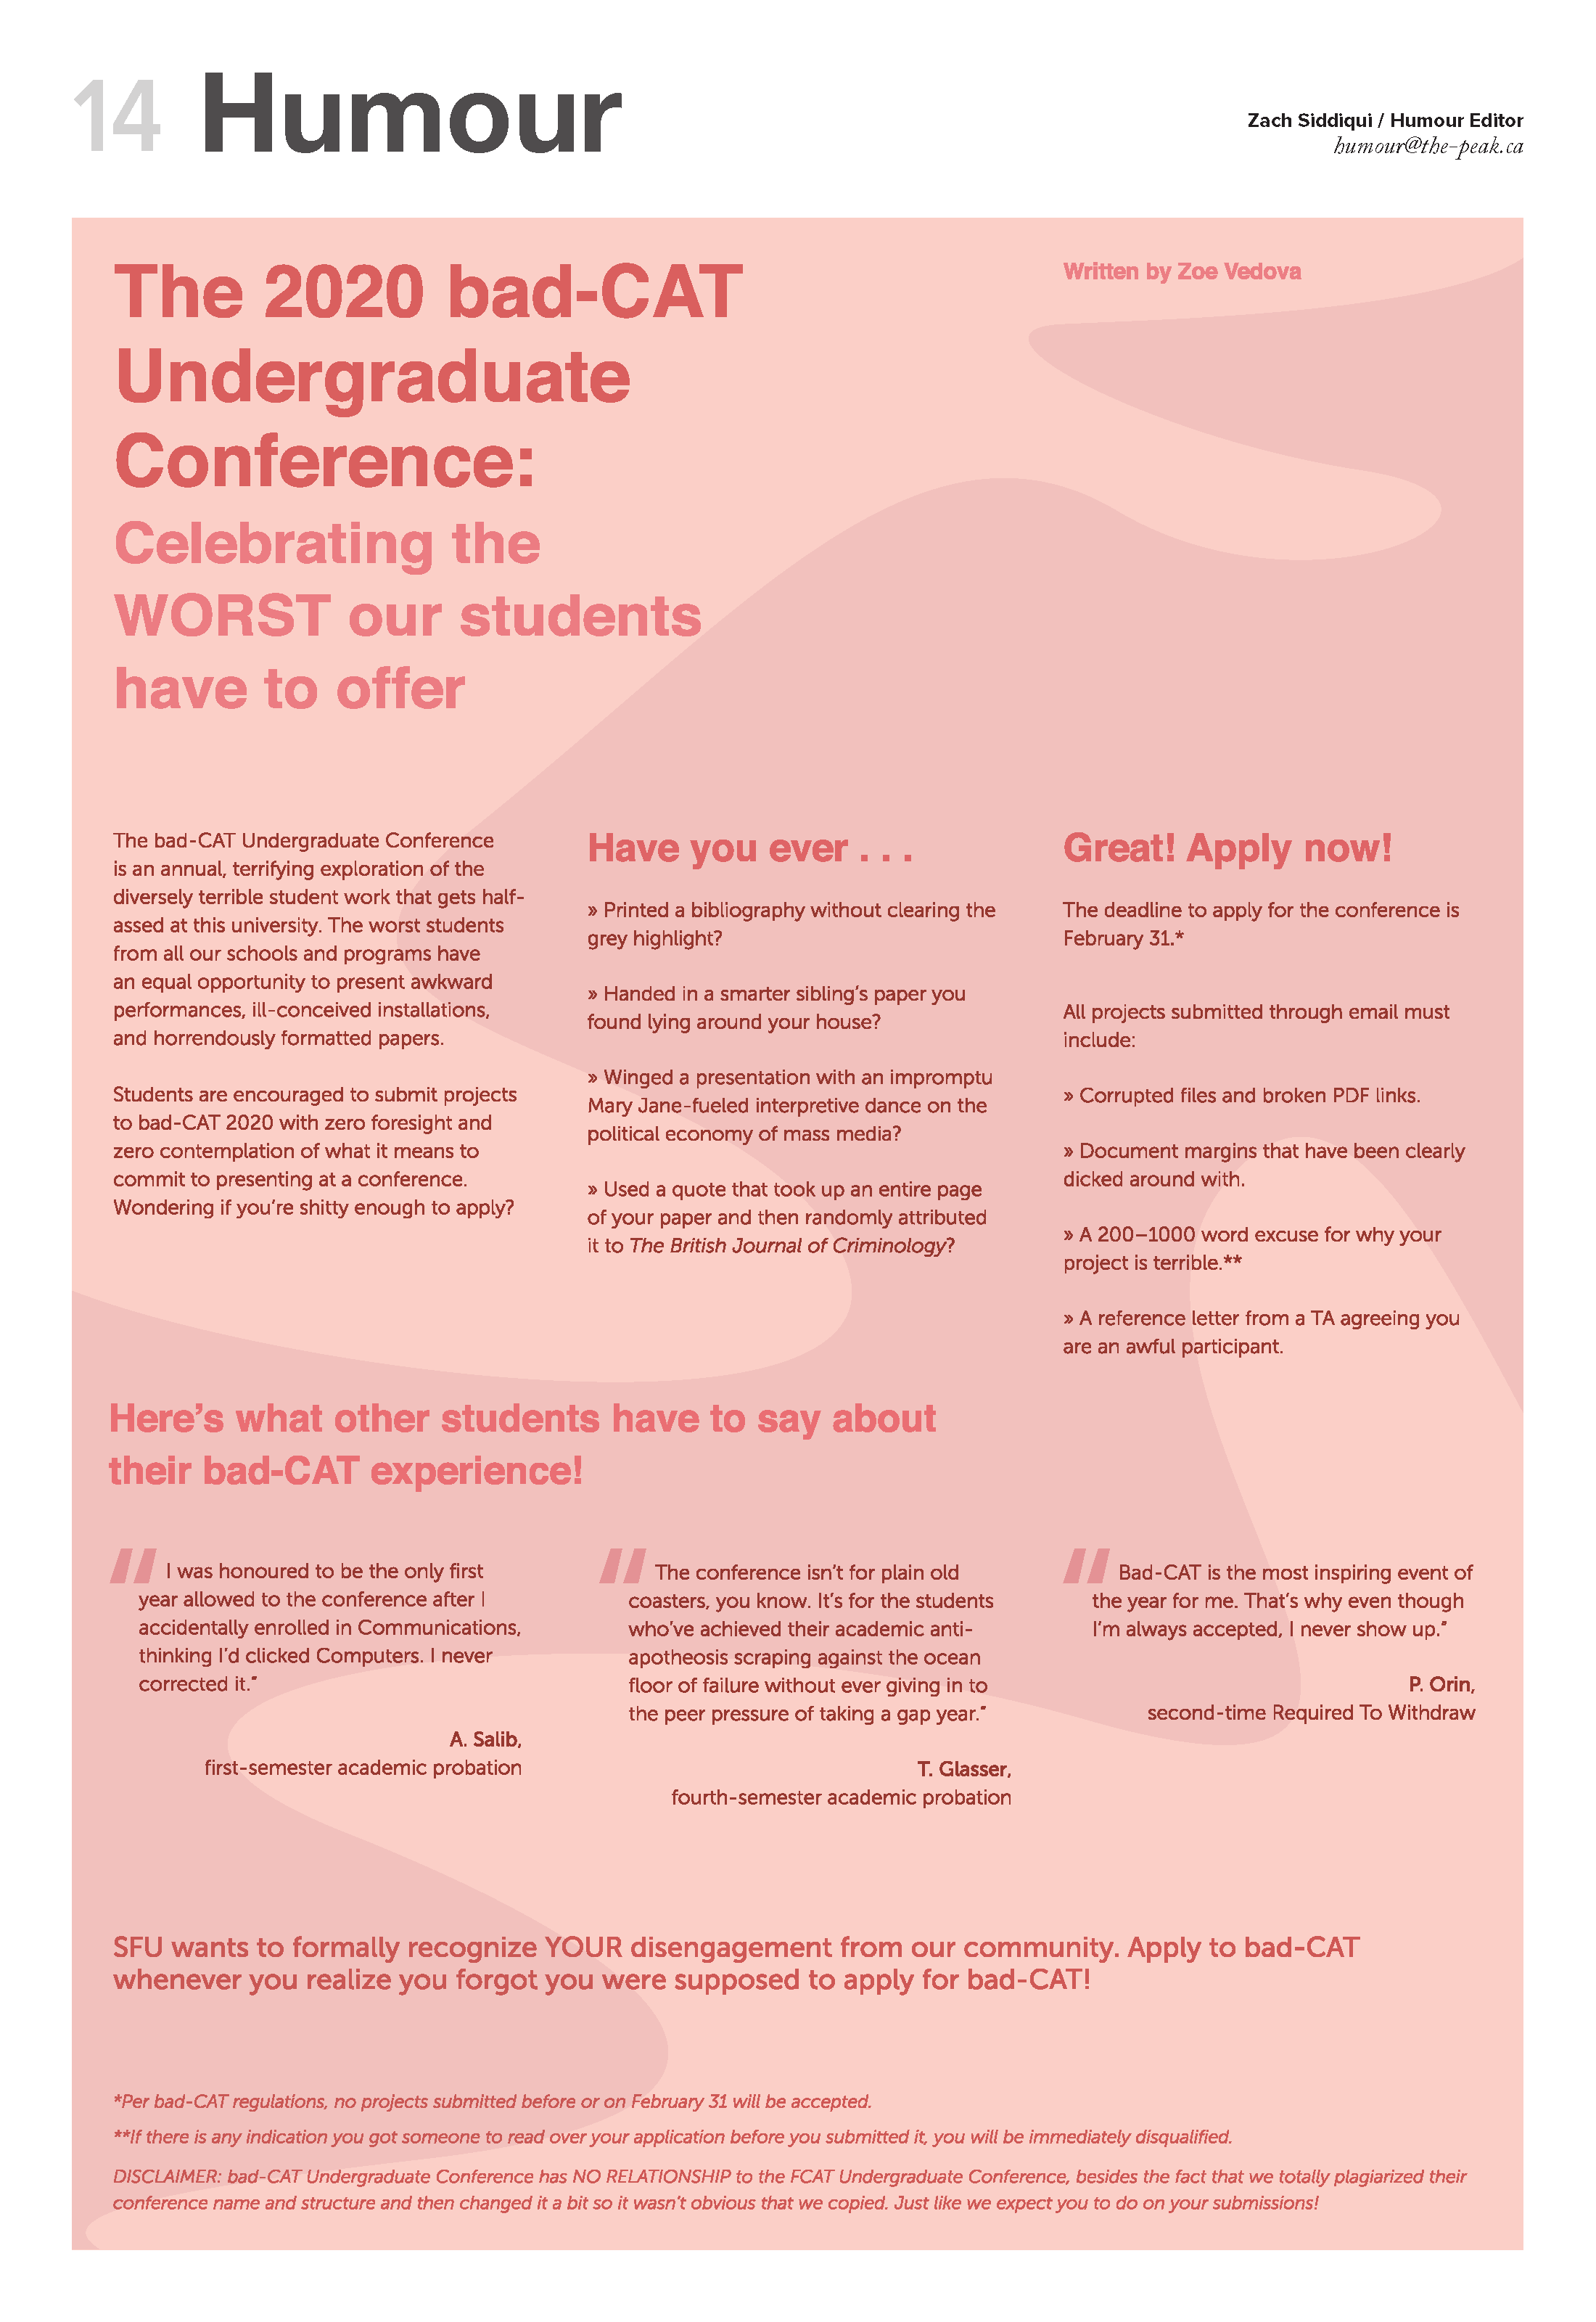 14 Humour
Zach Siddiqui / Humour Editor
humour@the-peak.ca
The 2020 bad-CAT
Undergraduate
Conference:
Celebrating the
WORST our students
have to offer
Written by Zoe Vedova
The bad-CAT Undergraduate Conference
is an annual, terrifying exploration of the
diversely terrible student work that gets half-
assed at this university. The worst students
from all our schools and programs have
an equal opportunity to present awkward
performances, ill-conceived installations,
and horrendously formatted papers.
Students are encouraged to submit projects
to bad-CAT 2020 with zero foresight and
zero contemplation of what it means to
commit to presenting at a conference.
Wondering if you’re shitty enough to apply?
Have you ever . . .
» Printed a bibliography without clearing the
grey highlight?
» Handed in a smarter sibling’s paper you
found lying around your house?
» Winged a presentation with an impromptu
Mary Jane-fueled interpretive dance on the
political economy of mass media?
» Used a quote that took up an entire page
of your paper and then randomly attributed
it to The British Journal of Criminology?
Great! Apply now!
The deadline to apply for the conference is
February 31.*
All projects submitted through email must
include:
» Corrupted files and broken PDF links.
» Document margins that have been clearly
dicked around with.
» A 200–1000 word excuse for why your
project is terrible.**
» A reference letter from a TA agreeing you
are an awful participant.
Here’s what other students have to say about
their bad-CAT experience!
" I was honoured to be the only first
year allowed to the conference after I
accidentally enrolled in Communications,
thinking I’d clicked Computers. I never
corrected it.”
A. Salib,
first-semester academic probation
" The conference isn’t for plain old
coasters, you know. It’s for the students
who’ve achieved their academic anti-
apotheosis scraping against the ocean
floor of failure without ever giving in to
the peer pressure of taking a gap year.”
T. Glasser,
fourth-semester academic probation
" Bad-CAT is the most inspiring event of
the year for me. That’s why even though
I’m always accepted, I never show up.”
P. Orin,
second-time Required To Withdraw
SFU wants to formally recognize YOUR disengagement from our community. Apply to bad-CAT
whenever you realize you forgot you were supposed to apply for bad-CAT!
*Per bad-CAT regulations, no projects submitted before or on February 31 will be accepted.
**If there is any indication you got someone to read over your application before you submitted it, you will be immediately disqualified.
DISCLAIMER: bad-CAT Undergraduate Conference has NO RELATIONSHIP to the FCAT Undergraduate Conference, besides the fact that we totally plagiarized their
conference name and structure and then changed it a bit so it wasn’t obvious that we copied. Just like we expect you to do on your submissions!